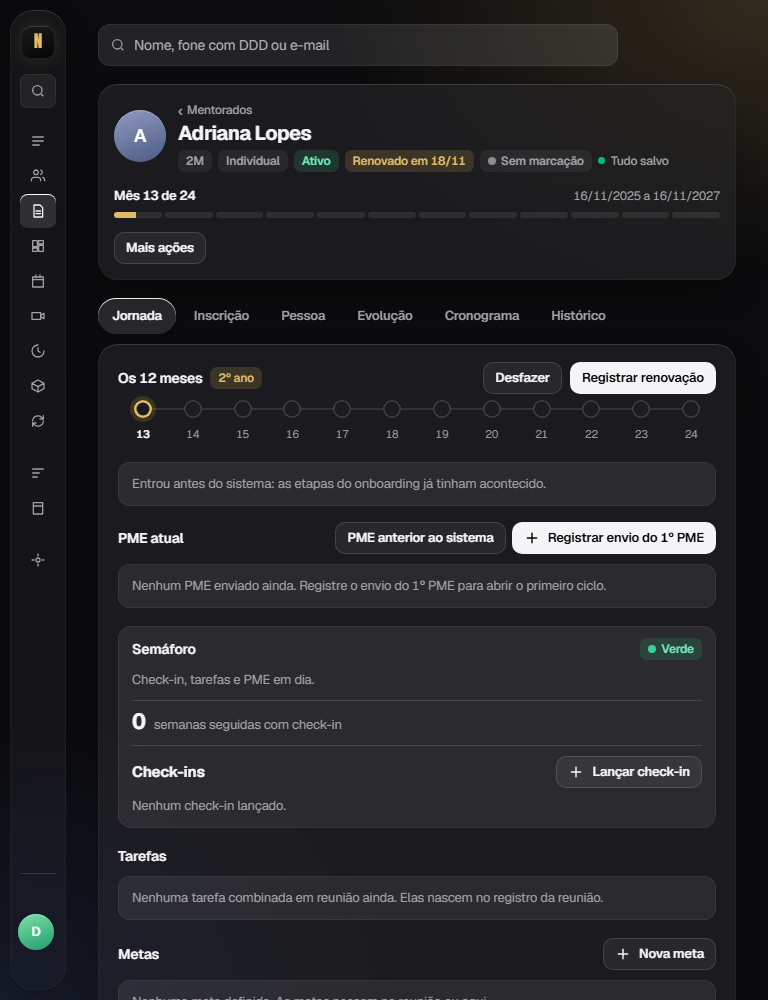 N
Nome, fone com DDD ou e-mail
‹ Mentorados
A
Adriana Lopes
2M Individual Ativo Renovado em 18/11 Sem marcação Tudo salvo
Mês 13 de 24 16/11/2025 a 16/11/2027
Mais ações
Jornada Inscrição Pessoa Evolução Cronograma Histórico
Os 12 meses 2º ano Desfazer Registrar renovação
13 14 15 16 17 18 19 20 21 22 23 24
Entrou antes do sistema: as etapas do onboarding já tinham acontecido.
PME atual PME anterior ao sistema + Registrar envio do 1º PME
Nenhum PME enviado ainda. Registre o envio do 1º PME para abrir o primeiro ciclo.
Semáforo Verde
Check-in, tarefas e PME em dia.
0 semanas seguidas com check-in
Check-ins + Lançar check-in
Nenhum check-in lançado.
Tarefas
Nenhuma tarefa combinada em reunião ainda. Elas nascem no registro da reunião.
D
Metas + Nova meta